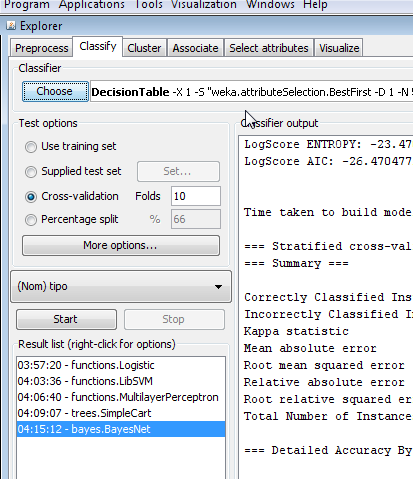 Program Applications Tools Visualization Windows Help
Explorer
Preprocess Classify Cluster Associate Select attributes Visualize
Classifier
Choose DecisionTable -X 1 -S "weka.attributeSelection.BestFirst -D 1 -N
Test options
Use training set
Supplied test set Set...
Cross-validation Folds 10
Percentage split % 66
More options...
(Nom) tipo
Start Stop
Result list (right-click for options)
03:57:20 - functions.Logistic
04:03:36 - functions.LibSVM
04:06:40 - functions.MultilayerPerceptron
04:09:07 - trees.SimpleCart
04:15:12 - bayes.BayesNet
Classifier output
LogScore ENTROPY: -23.47
LogScore AIC: -26.470477
Time taken to build mode
=== Stratified cross-val
=== Summary ===
Correctly Classified Ins
Incorrectly Classified I
Kappa statistic
Mean absolute error
Root mean squared error
Relative absolute error
Root relative squared er
Total Number of Instance
=== Detailed Accuracy By